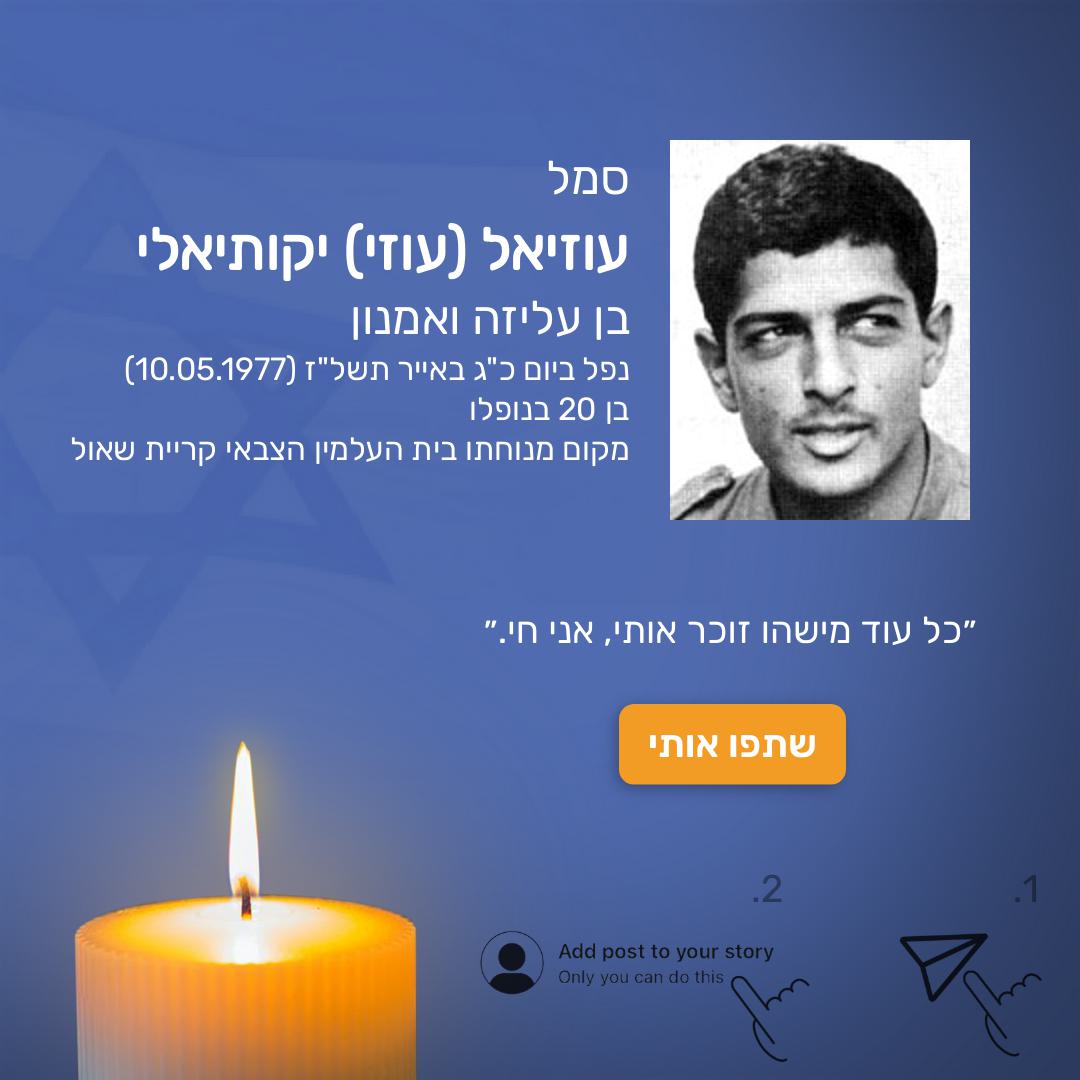 סמל
עוזיאל (עוזי) יקותיאלי
בן עליזה ואמנון
נפל ביום כ"ג באייר תשל"ז (10.05.1977)
בן 20 בנופלו
מקום מנוחתו בית העלמין הצבאי קריית שאול
״כל עוד מישהו זוכר אותי, אני חי.״
שתפו אותי
1.
2.
Add post to your story
Only you can do this